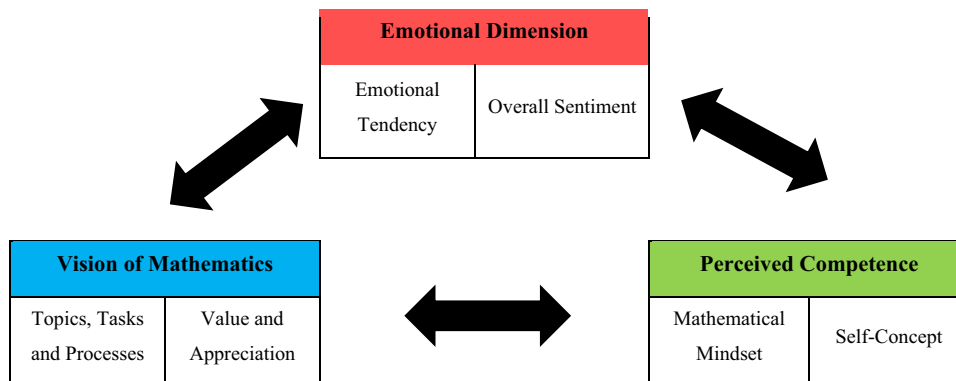 Emotional Dimension
Emotional
Tendency
Overall Sentiment
Vision of Mathematics
Topics, Tasks
and Processes
Value and
Appreciation
Perceived Competence
Mathematical
Mindset
Self-Concept